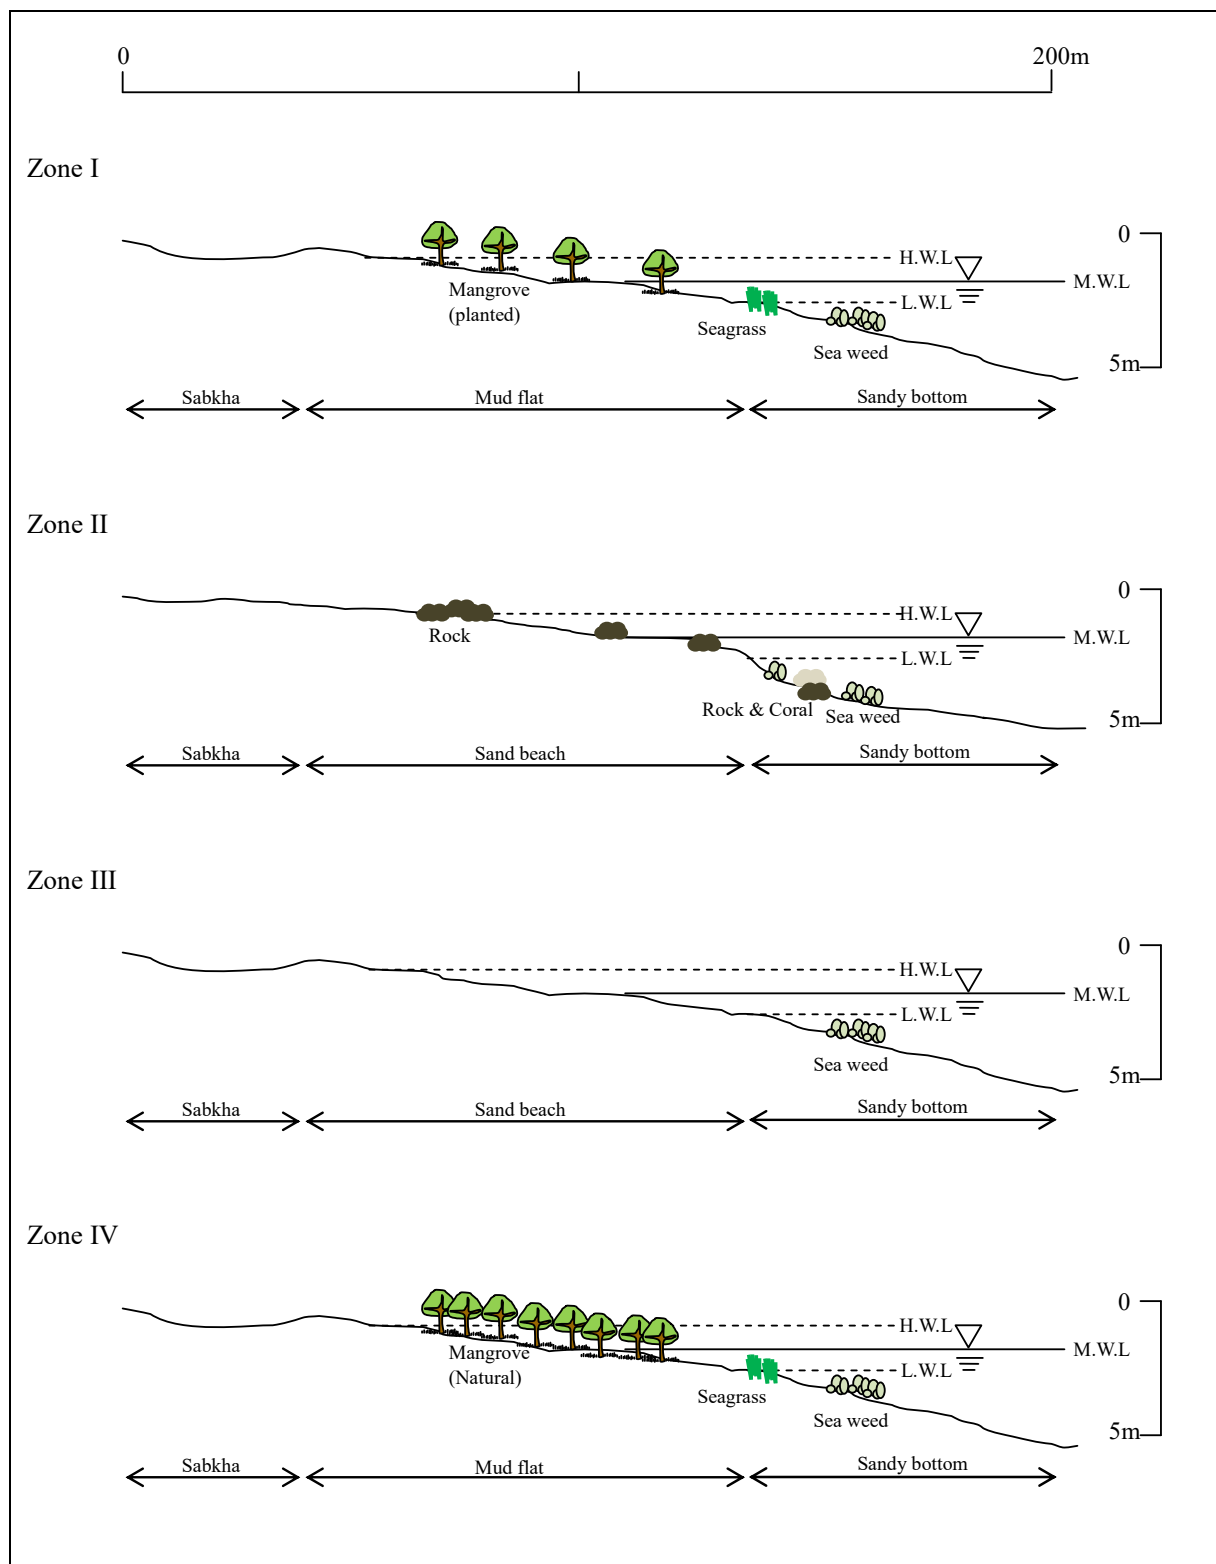 0
200m
Zone I
0
H.W.L
M.W.L
Mangrove
(planted)
L.W.L
Seagrass
Sea weed
5m
Sabkha
Mud flat
Sandy bottom
Zone II
0
H.W.L
Rock
M.W.L
L.W.L
Rock & Coral
Sea weed
5m
Sabkha
Sand beach
Sandy bottom
Zone III
0
H.W.L
M.W.L
L.W.L
Sea weed
5m
Sabkha
Sand beach
Sandy bottom
Zone IV
0
H.W.L
M.W.L
Mangrove
(Natural)
L.W.L
Seagrass
Sea weed
5m
Sabkha
Mud flat
Sandy bottom